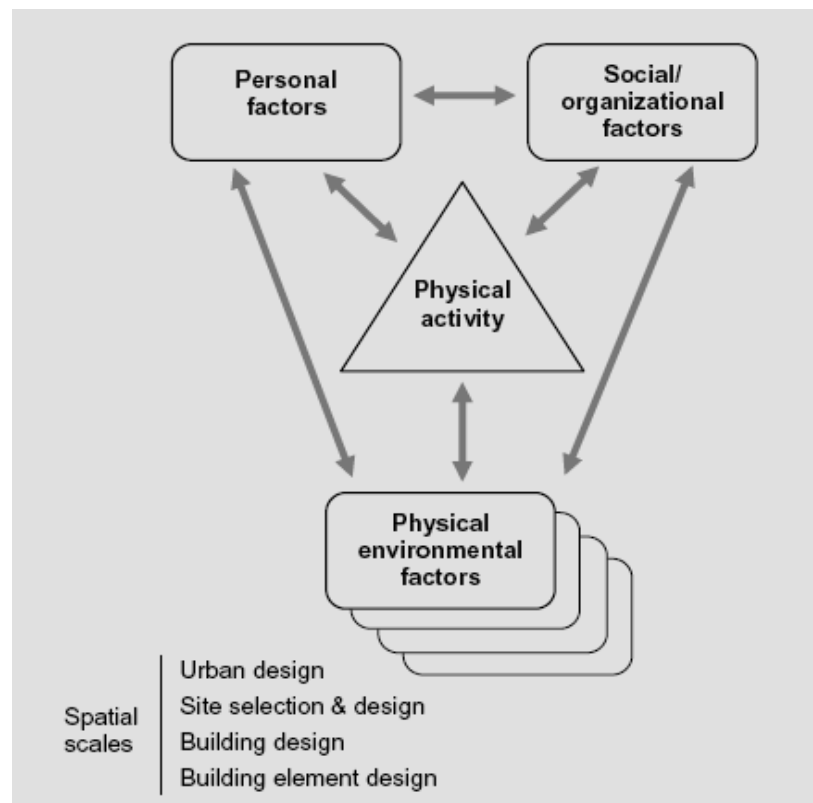 Personal
factors
Social/
organizational
factors
Physical
activity
Physical
environmental
factors
Spatial
scales
Urban design
Site selection & design
Building design
Building element design